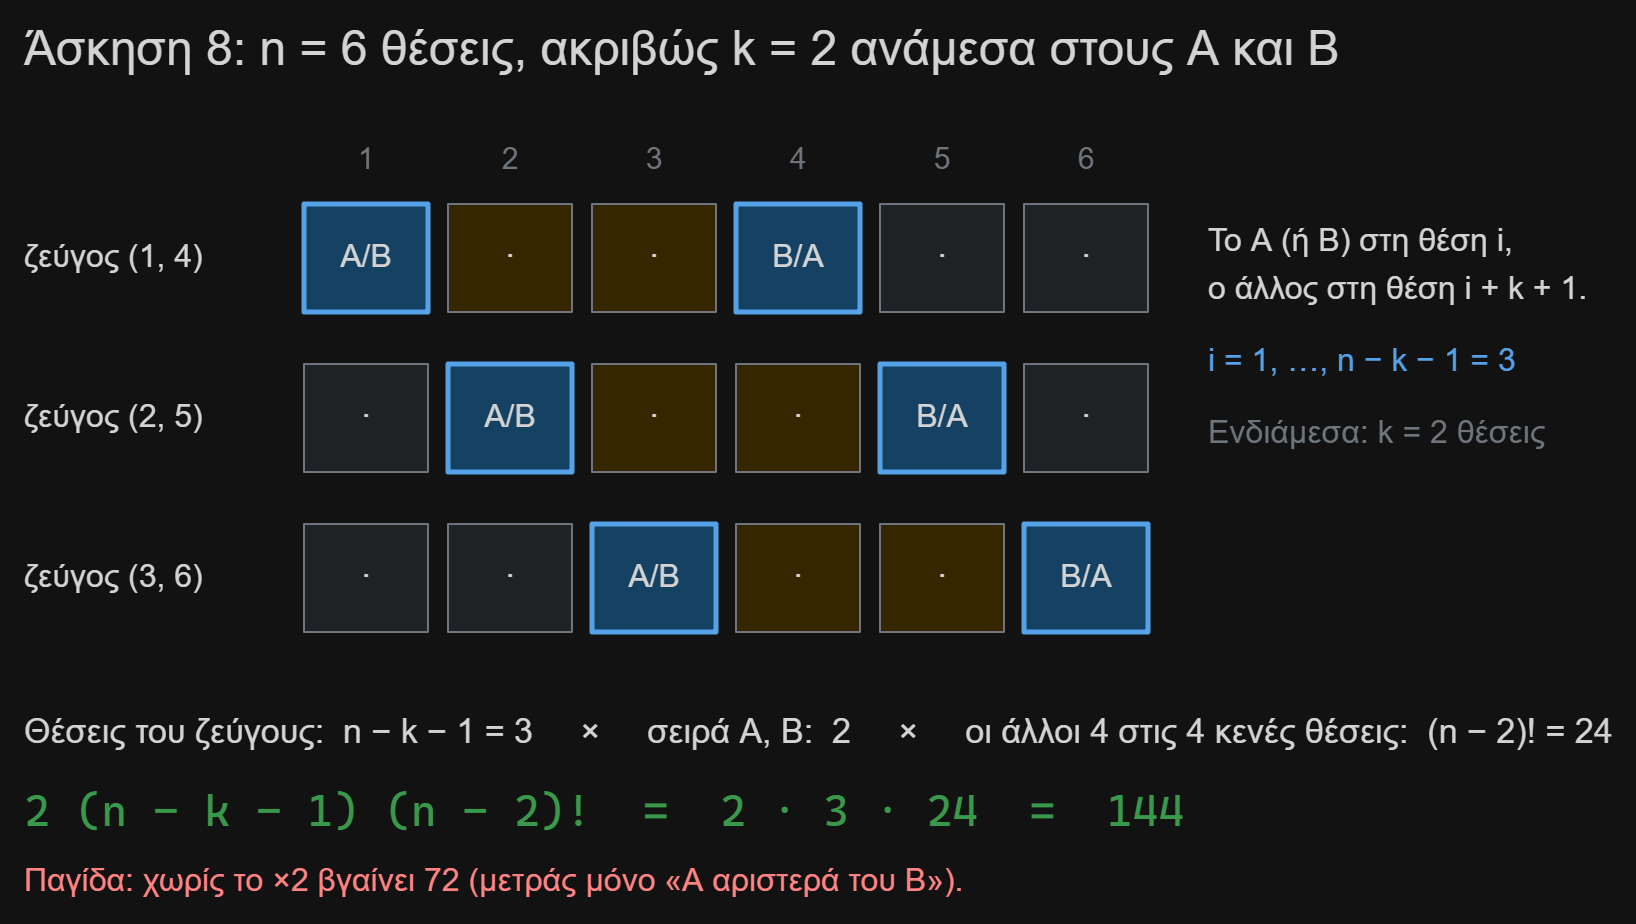 Άσκηση 8: n = 6 θέσεις, ακριβώς k = 2 ανάμεσα στους Α και Β
1 2 3 4 5 6
ζεύγος (1, 4) A/B · · B/A · ·
Το Α (ή Β) στη θέση i,
ο άλλος στη θέση i + k + 1.
i = 1, …, n − k − 1 = 3
ζεύγος (2, 5) · A/B · · B/A ·
Ενδιάμεσα: k = 2 θέσεις
ζεύγος (3, 6) · · A/B · · B/A
Θέσεις του ζεύγους: n − k − 1 = 3 × σειρά Α, Β: 2 × οι άλλοι 4 στις 4 κενές θέσεις: (n − 2)! = 24
2 (n − k − 1) (n − 2)! = 2 · 3 · 24 = 144
Παγίδα: χωρίς το ×2 βγαίνει 72 (μετράς μόνο «Α αριστερά του Β»).